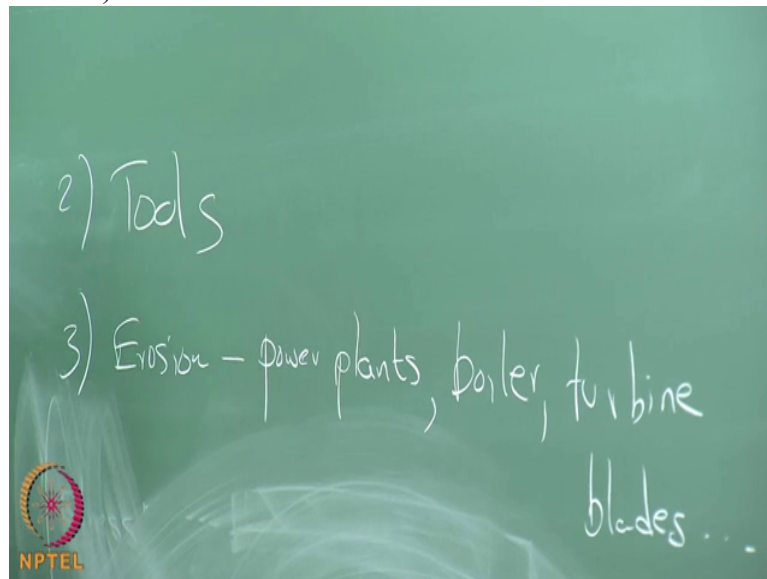 2) Tools
3) Erosion – power plants, boiler, turbine
blades...
NPTEL